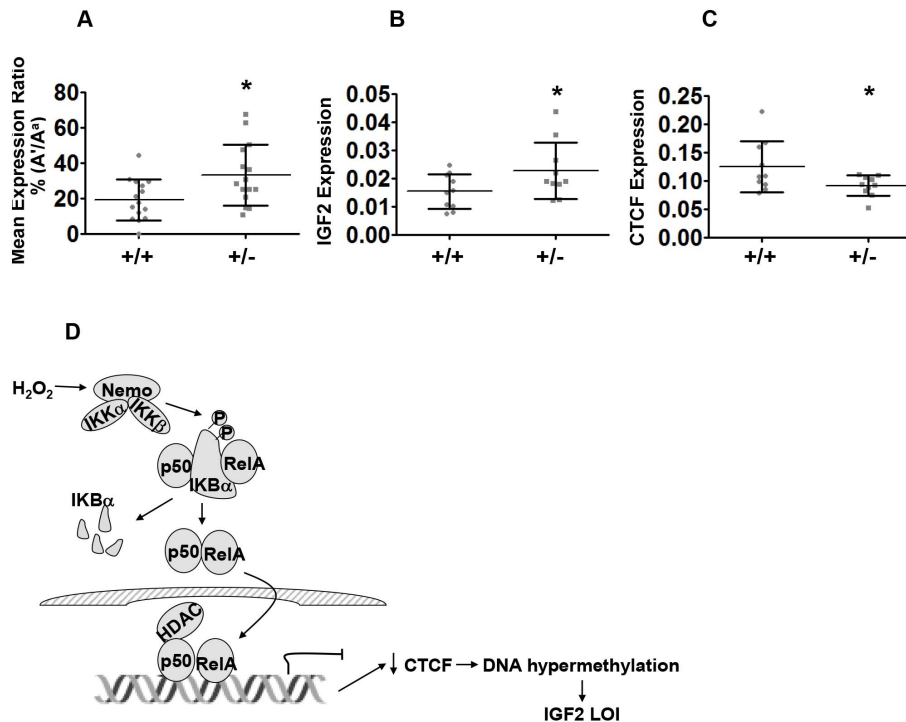 A
B
C
Mean Expression Ratio
% (A'/Aᵃ)
80
60
40
20
0
*
+/+
+/-
IGF2 Expression
0.05
0.04
0.03
0.02
0.01
0.00
*
+/+
+/-
CTCF Expression
0.25
0.20
0.15
0.10
0.05
0.00
*
+/+
+/-
D
H₂O₂
Nemo
IKKα
IKKβ
P
P
p50
RelA
IKBα
IKBα
p50
RelA
HDAC
p50
RelA
CTCF
DNA hypermethylation
IGF2 LOI